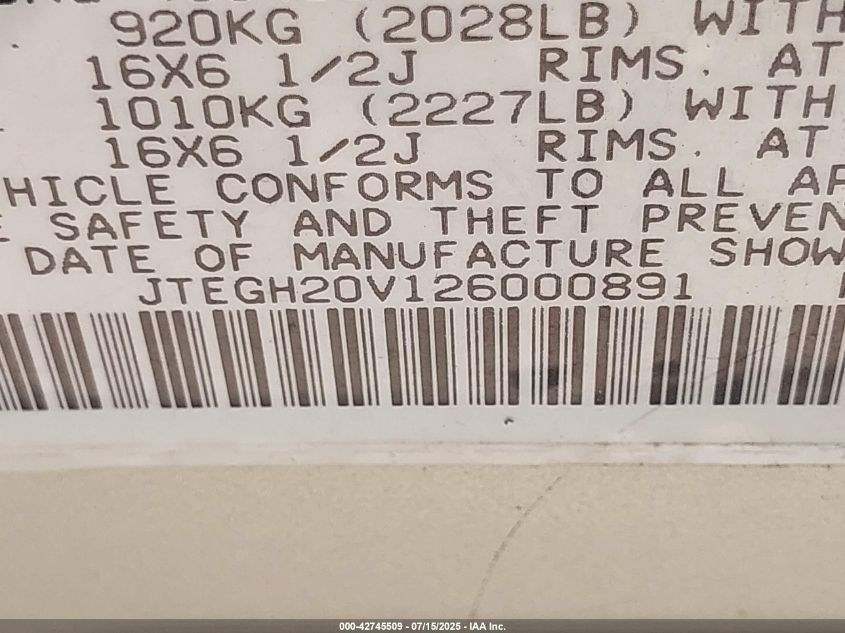 920KG (2028LB) WITH
16X6 1/2J RIMS. AT
1010KG (2227LB) WITH
16X6 1/2J RIMS. AT
HICLE CONFORMS TO ALL AP
E SAFETY AND THEFT PREVEN
DATE OF MANUFACTURE SHOW
JTEGH20V126000891
000-42745509 - 07/15/2025 - IAA Inc.